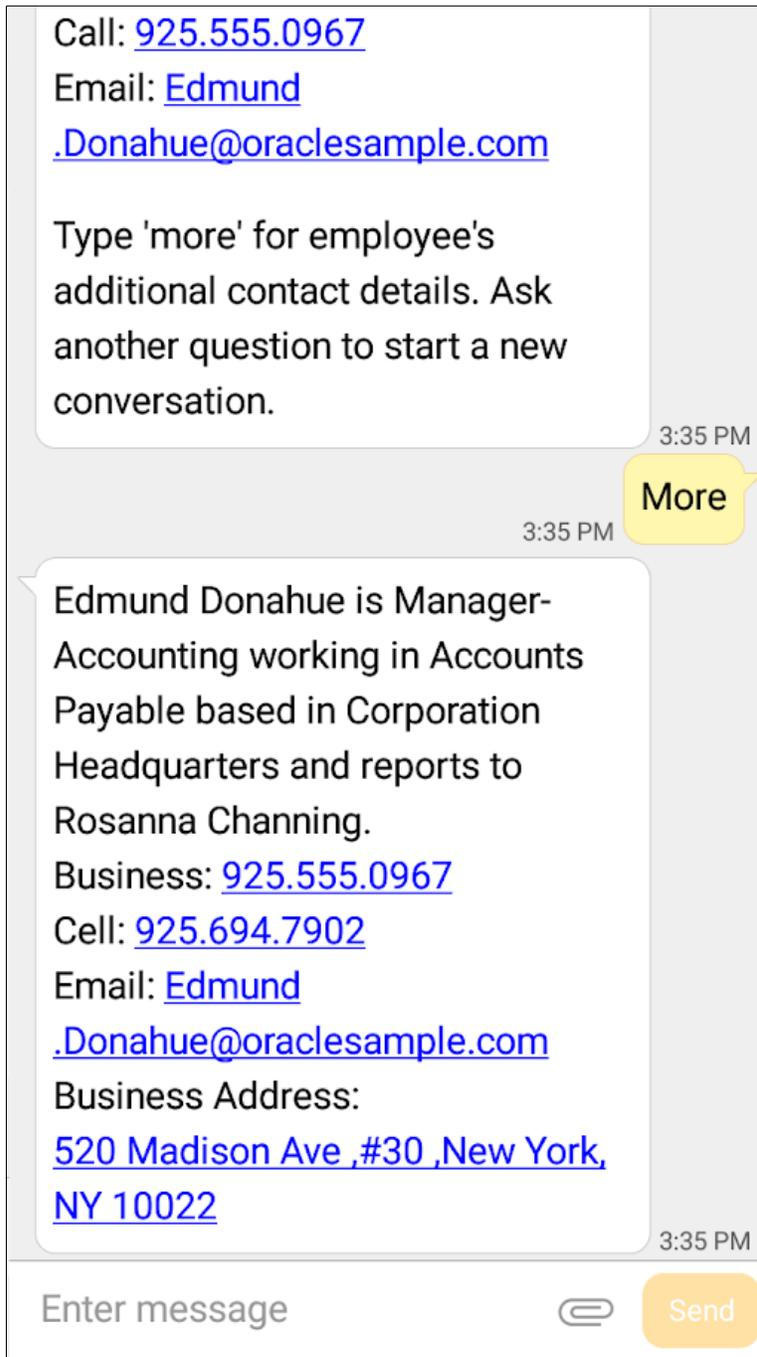 Call: 925.555.0967
Email: Edmund
.Donahue@oraclesample.com
Type 'more' for employee's
additional contact details. Ask
another question to start a new
conversation.
3:35 PM
More
3:35 PM
Edmund Donahue is Manager-
Accounting working in Accounts
Payable based in Corporation
Headquarters and reports to
Rosanna Channing.
Business: 925.555.0967
Cell: 925.694.7902
Email: Edmund
.Donahue@oraclesample.com
Business Address:
520 Madison Ave ,#30 ,New York,
NY 10022
3:35 PM
Enter message
Send